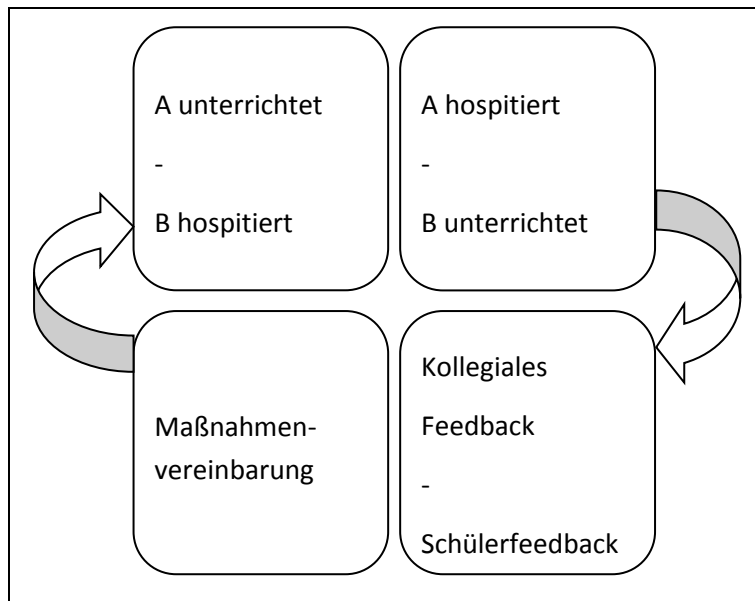 A unterrichtet
-
B hospitiert
A hospitiert
-
B unterrichtet
Maßnahmen-
vereinbarung
Kollegiales
Feedback
-
Schülerfeedback